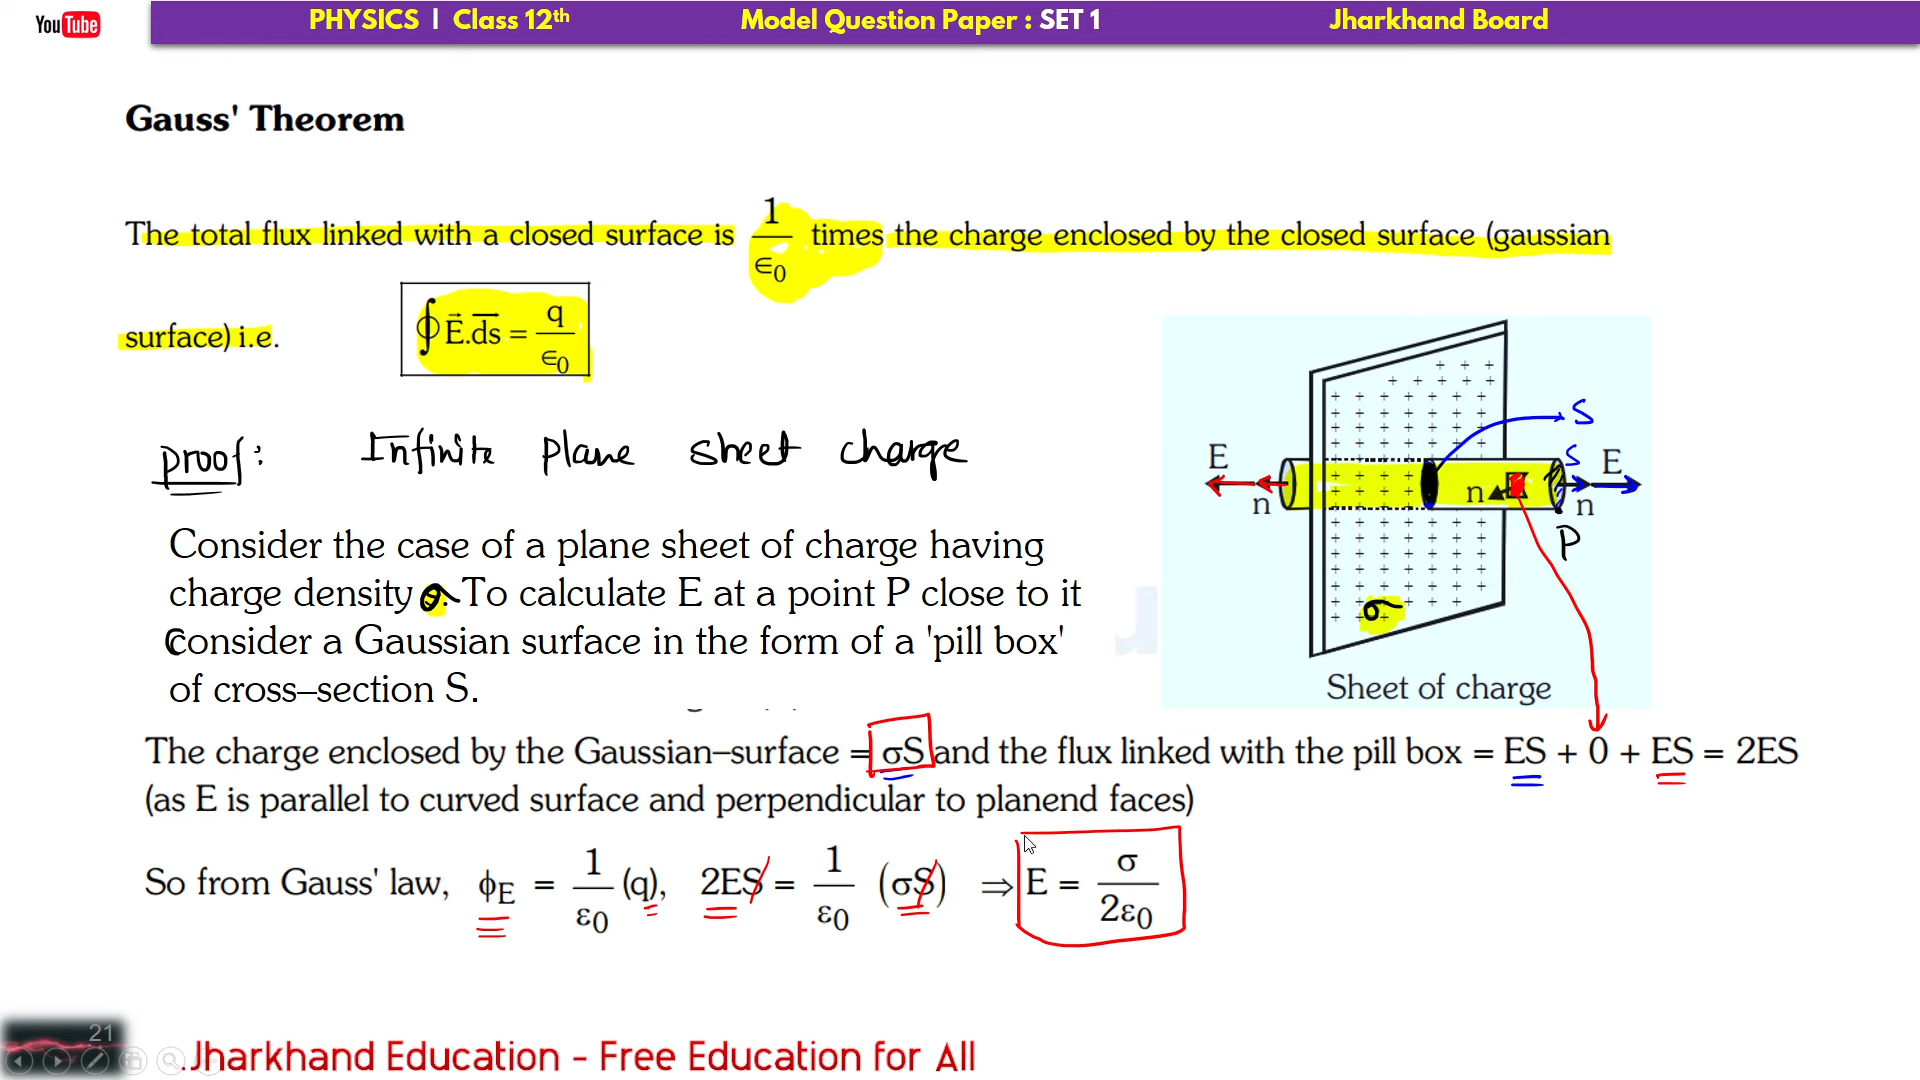 YouTube
PHYSICS | Class 12th Model Question Paper : SET 1 Jharkhand Board
Gauss' Theorem
The total flux linked with a closed surface is 1/∈0 times the charge enclosed by the closed surface (gaussian
surface) i.e. ∮E⃗.d⃗s = q/∈0
proof: Infinite plane sheet charge
Consider the case of a plane sheet of charge having
charge density σ. To calculate E at a point P close to it
Consider a Gaussian surface in the form of a 'pill box'
of cross–section S.
S
S
E E
n n n
P
σ
Sheet of charge
The charge enclosed by the Gaussian–surface = σS and the flux linked with the pill box = ES + 0 + ES = 2ES
(as E is parallel to curved surface and perpendicular to planend faces)
So from Gauss' law, ϕE = 1/ε0 (q), 2ES = 1/ε0 (σS) ⇒ E = σ/2ε0
21
Jharkhand Education - Free Education for All